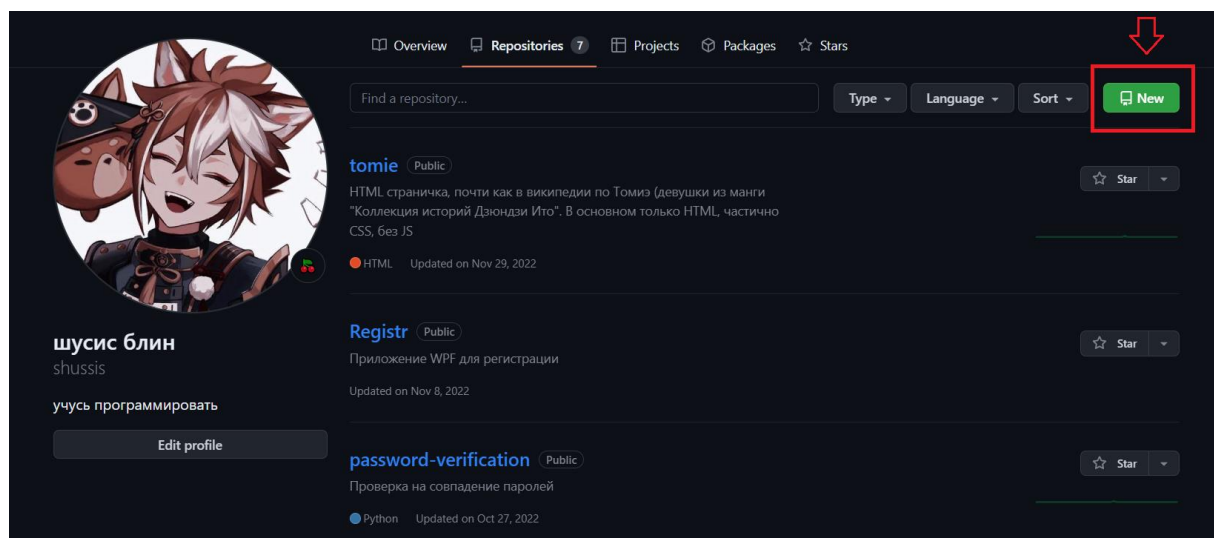 Overview Repositories 7 Projects Packages Stars
Find a repository... Type Language Sort New
tomie Public
Star
HTML страничка, почти как в википедии по Томиэ (девушки из манги
"Коллекция историй Дзюндзи Ито". В основном только HTML, частично
CSS, без JS
HTML Updated on Nov 29, 2022
шусис блин
shussis
учусь программировать
Edit profile
Registr Public
Star
Приложение WPF для регистрации
Updated on Nov 8, 2022
password-verification Public
Star
Проверка на совпадение паролей
Python Updated on Oct 27, 2022